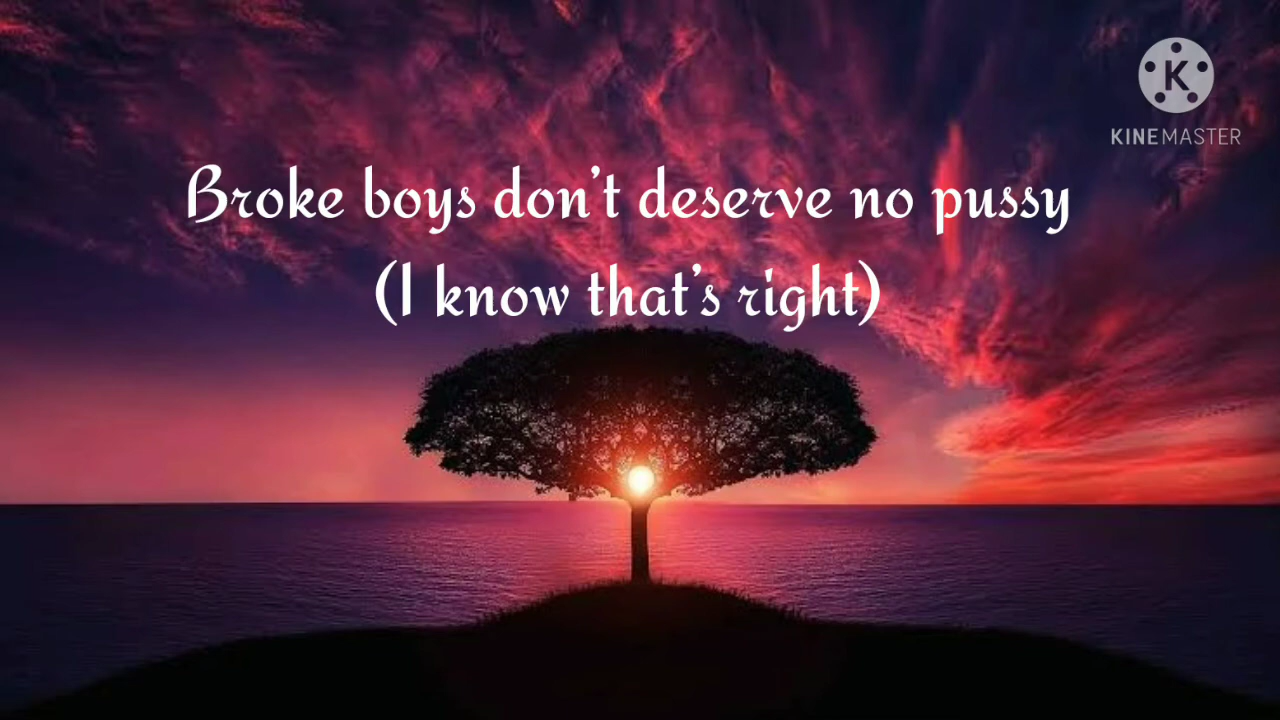 K
KINEMASTER
Broke boys don't deserve no pussy
(I know that's right)